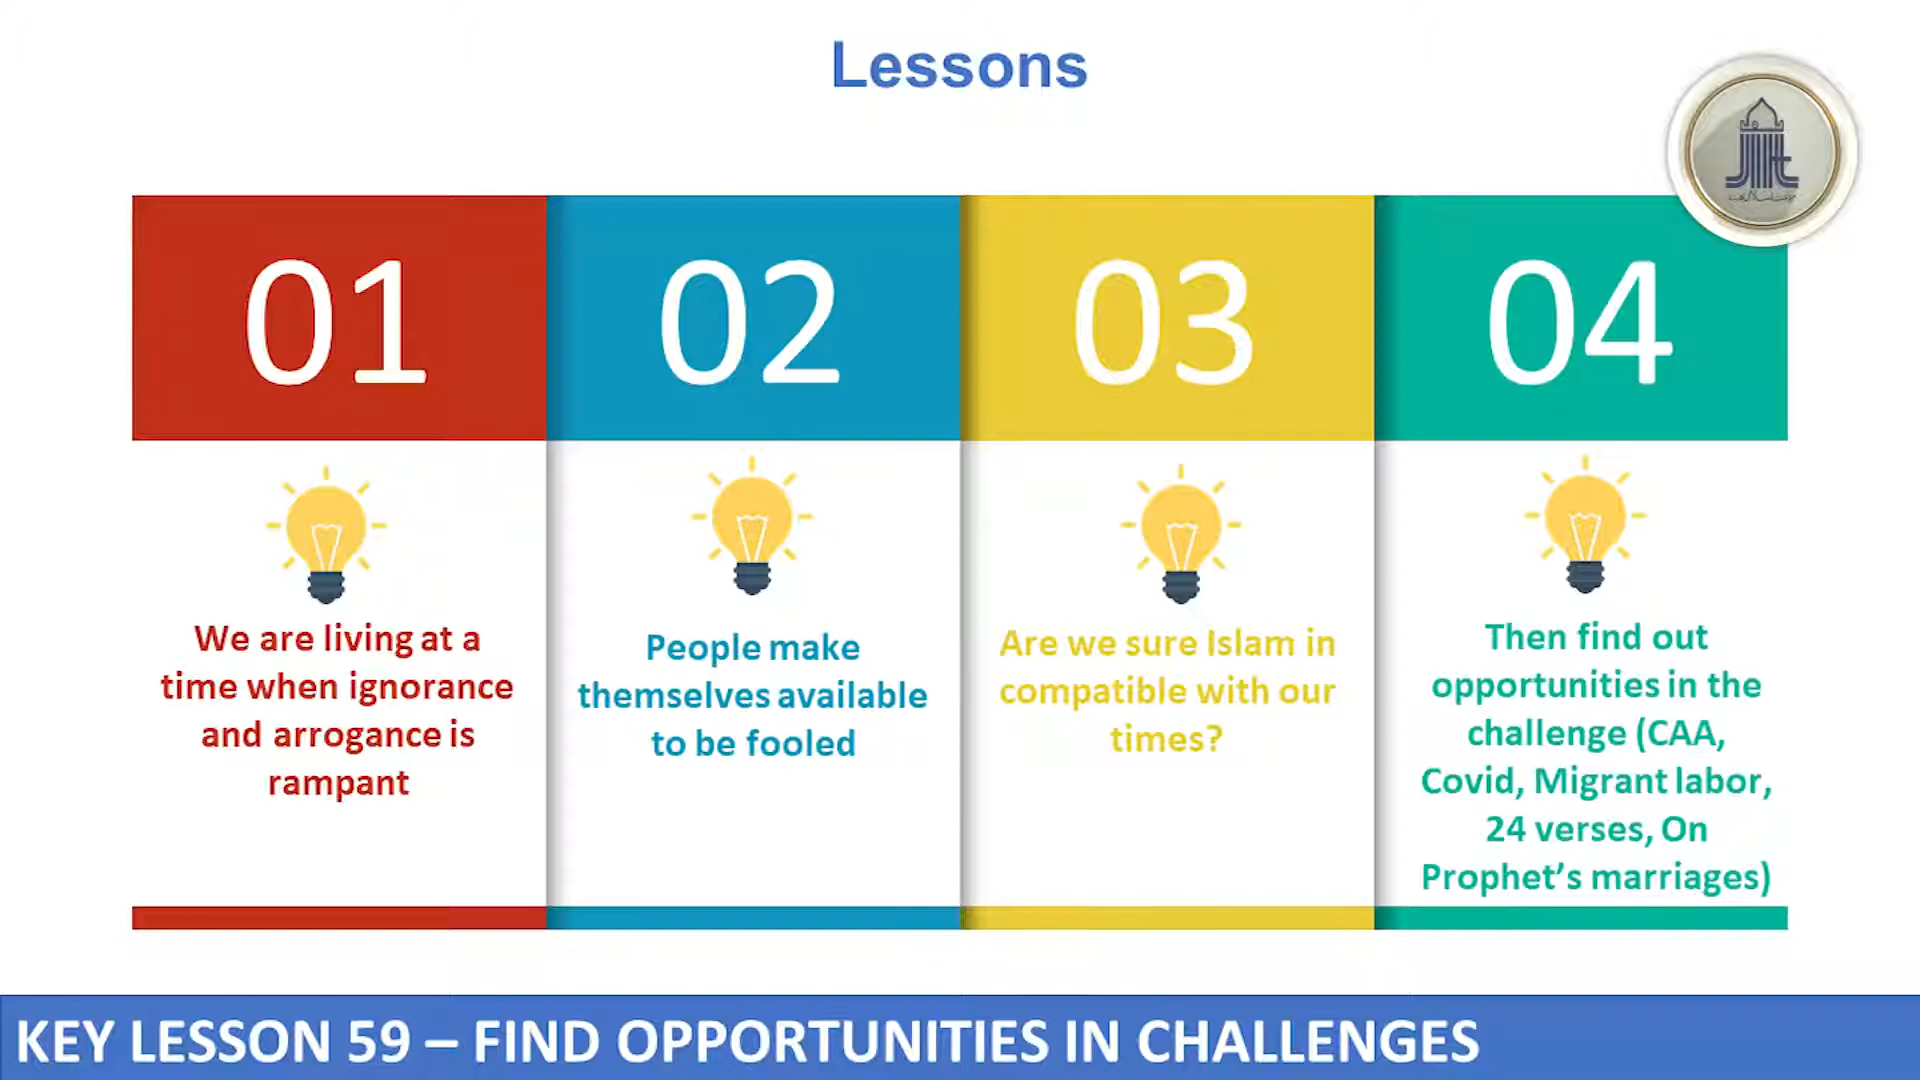 Lessons
01
02
03
04
We are living at a
time when ignorance
and arrogance is
rampant
People make
themselves available
to be fooled
Are we sure Islam in
compatible with our
times?
Then find out
opportunities in the
challenge (CAA,
Covid, Migrant labor,
24 verses, On
Prophet's marriages)
KEY LESSON 59 – FIND OPPORTUNITIES IN CHALLENGES